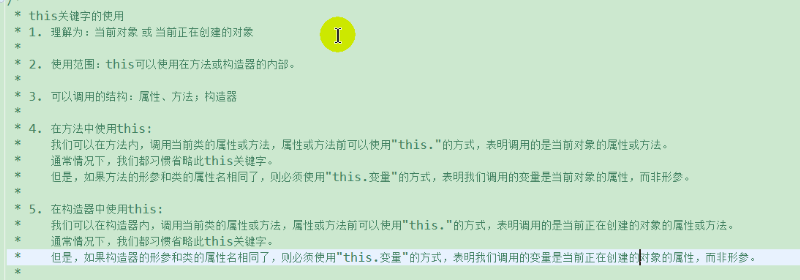 /*
* this关键字的使用
* 1. 理解为：当前对象 或 当前正在创建的对象
*
* 2. 使用范围：this可以使用在方法或构造器的内部。
*
* 3. 可以调用的结构：属性、方法；构造器
*
* 4. 在方法中使用this:
* 我们可以在方法内，调用当前类的属性或方法，属性或方法前可以使用"this."的方式，表明调用的是当前对象的属性或方法。
* 通常情况下，我们都习惯省略此this关键字。
* 但是，如果方法的形参和类的属性名相同了，则必须使用"this.变量"的方式，表明我们调用的变量是当前对象的属性，而非形参。
*
* 5. 在构造器中使用this:
* 我们可以在构造器内，调用当前类的属性或方法，属性或方法前可以使用"this."的方式，表明调用的是当前正在创建的对象的属性或方法。
* 通常情况下，我们都习惯省略此this关键字。
* 但是，如果构造器的形参和类的属性名相同了，则必须使用"this.变量"的方式，表明我们调用的变量是当前正在创建的对象的属性，而非形参。
*